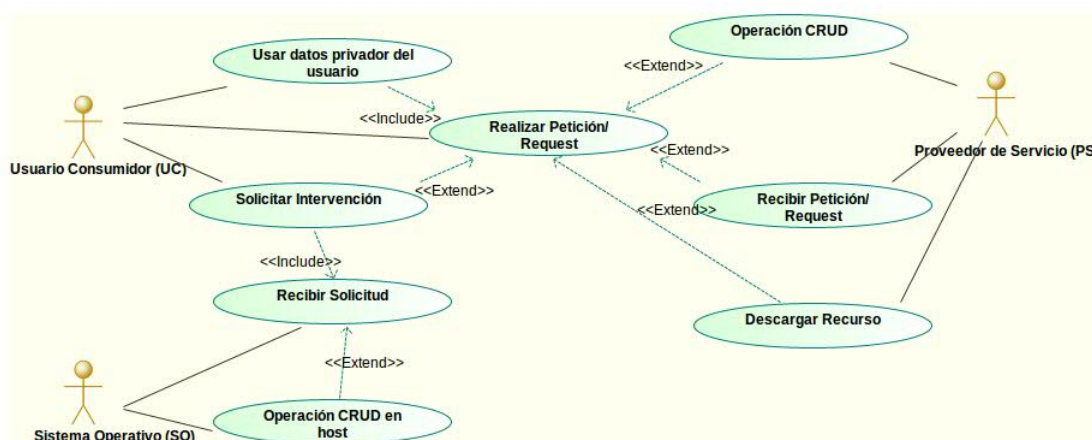 Operación CRUD
Usar datos privador del
usuario
<<Extend>>
<<Include>>
Realizar Petición/
Request
Usuario Consumidor (UC)
Proveedor de Servicio (PS
<<Extend>>
<<Extend>>
Solicitar Intervención
Recibir Petición/
Request
<<Extend>>
<<Include>>
Recibir Solicitud
Descargar Recurso
<<Extend>>
Operación CRUD en
host
Sistema Operativo (SO)